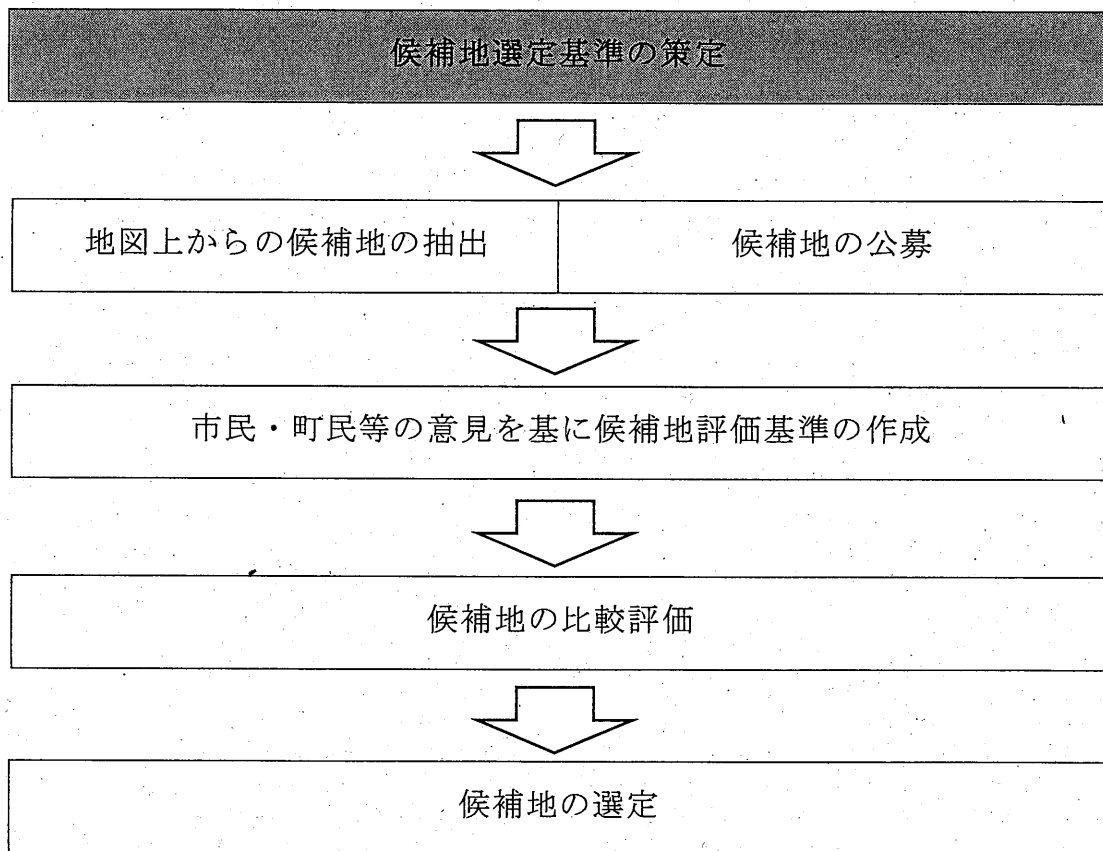 候補地選定基準の策定
地図上からの候補地の抽出
候補地の公募
市民・町民等の意見を基に候補地評価基準の作成
候補地の比較評価
候補地の選定